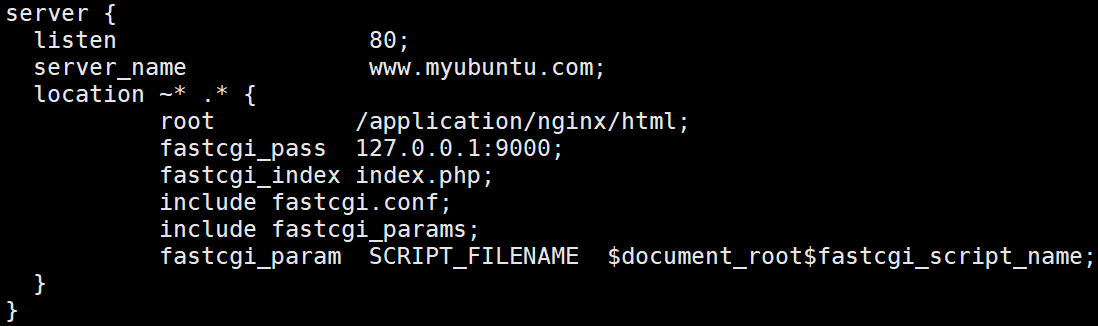 server {
  listen                  80;
  server_name             www.myubuntu.com;
  location ~* .* {
           root          /application/nginx/html;
           fastcgi_pass  127.0.0.1:9000;
           fastcgi_index index.php;
           include fastcgi.conf;
           include fastcgi_params;
           fastcgi_param  SCRIPT_FILENAME  $document_root$fastcgi_script_name;
  }
}